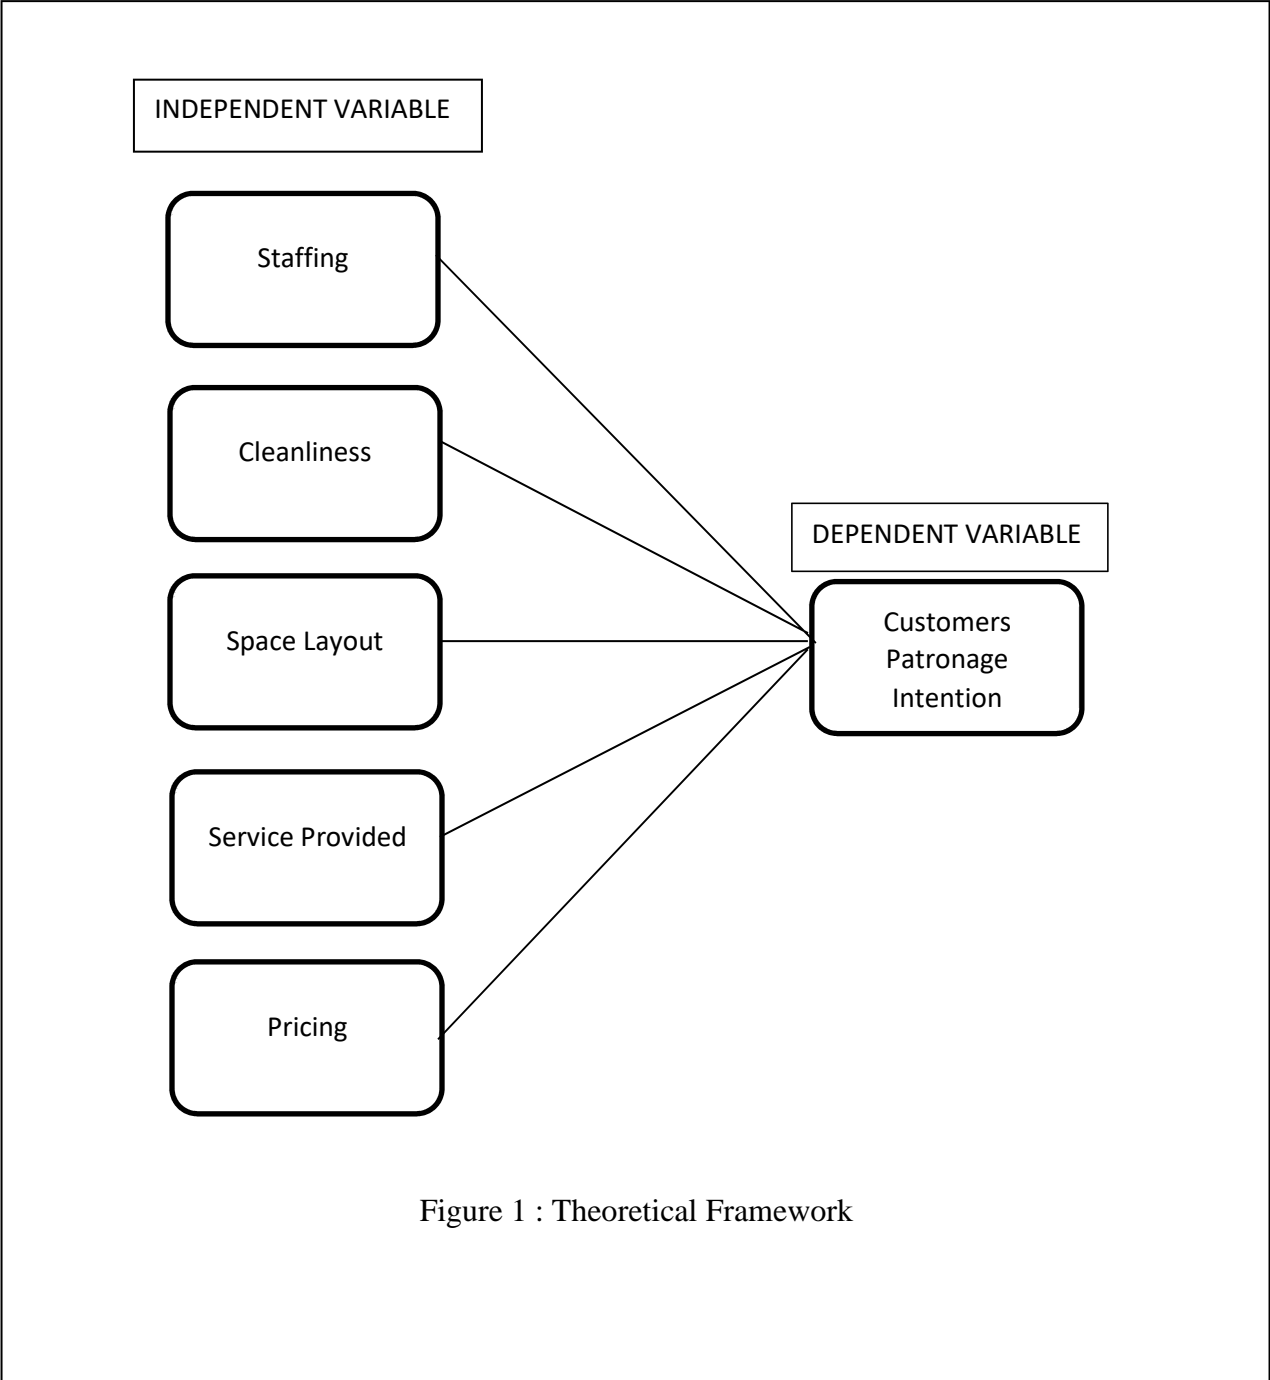 INDEPENDENT VARIABLE
Staffing
Cleanliness
Space Layout
Service Provided
Pricing
DEPENDENT VARIABLE
Customers
Patronage
Intention
Figure 1 : Theoretical Framework